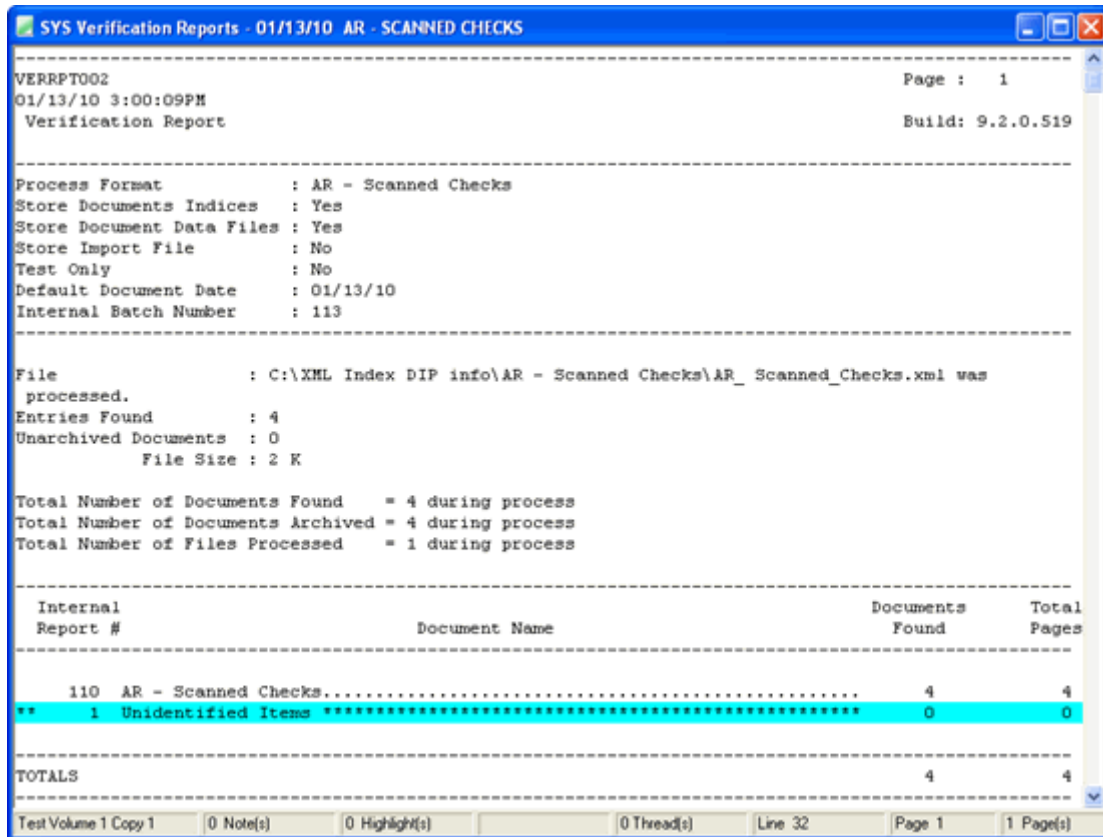 SYS Verification Reports - 01/13/10 AR - SCANNED CHECKS
VERRPT002 Page : 1
01/13/10 3:00:09PM
Verification Report Build: 9.2.0.519
Process Format : AR - Scanned Checks
Store Documents Indices : Yes
Store Document Data Files : Yes
Store Import File : No
Test Only : No
Default Document Date : 01/13/10
Internal Batch Number : 113
File : C:\XML Index DIP info\AR - Scanned Checks\AR_ Scanned_Checks.xml was
processed.
Entries Found : 4
Unarchived Documents : 0
File Size : 2 K
Total Number of Documents Found = 4 during process
Total Number of Documents Archived = 4 during process
Total Number of Files Processed = 1 during process
Internal Documents Total
Report # Document Name Found Pages
110 AR - Scanned Checks................................................... 4 4
** 1 Unidentified Items *************************************************** 0 0
TOTALS 4 4
Test Volume 1 Copy 1 0 Note(s) 0 Highlight(s) 0 Thread(s) Line 32 Page 1 1 Page(s)